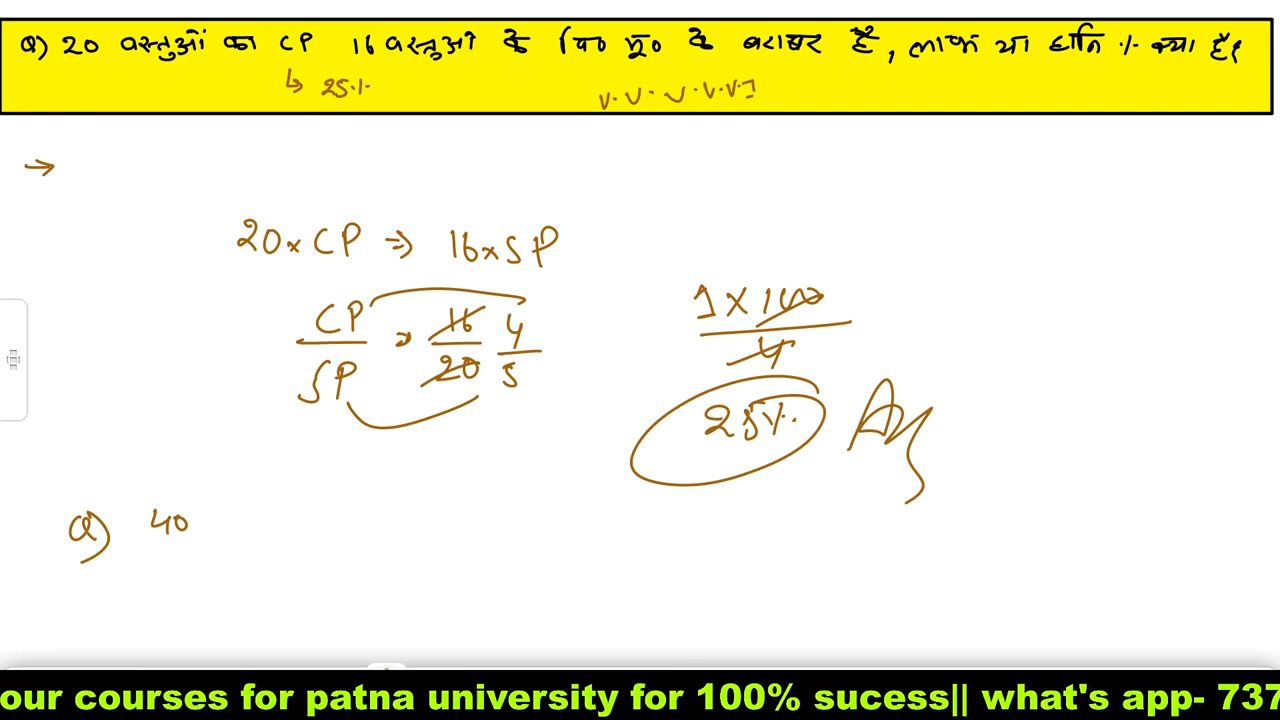 Q) 20 वस्तुओं का CP 16 वस्तुओं के वि० मू० के बराबर है, लाभ या हानि % क्या है?
↳ 25%
V.V.V.V.V.I
→
20 × CP ⇒ 16 × SP
CP/SP = 16/20 4/5
1 × 100/4
25% Ans
Q) 40
our courses for patna university for 100% sucess|| what's app- 737